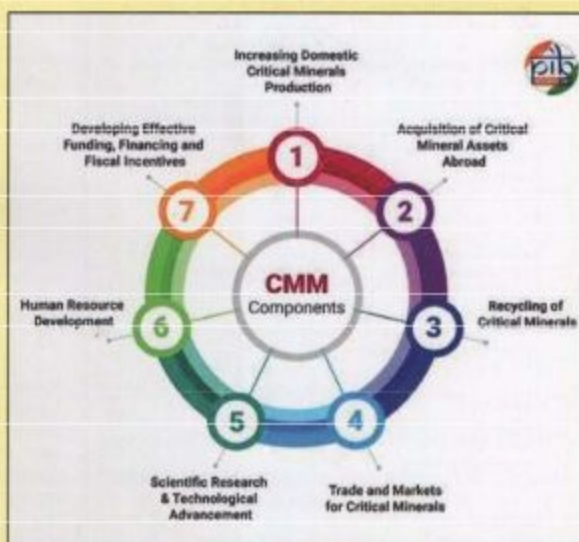 pib
Increasing Domestic
Critical Minerals
Production
1
Acquisition of Critical
Mineral Assets
Abroad
2
Recycling of
Critical Minerals
3
Trade and Markets
for Critical Minerals
4
Scientific Research
& Technological
Advancement
5
Human Resource
Development
6
Developing Effective
Funding, Financing and
Fiscal Incentives
7
CMM
Components